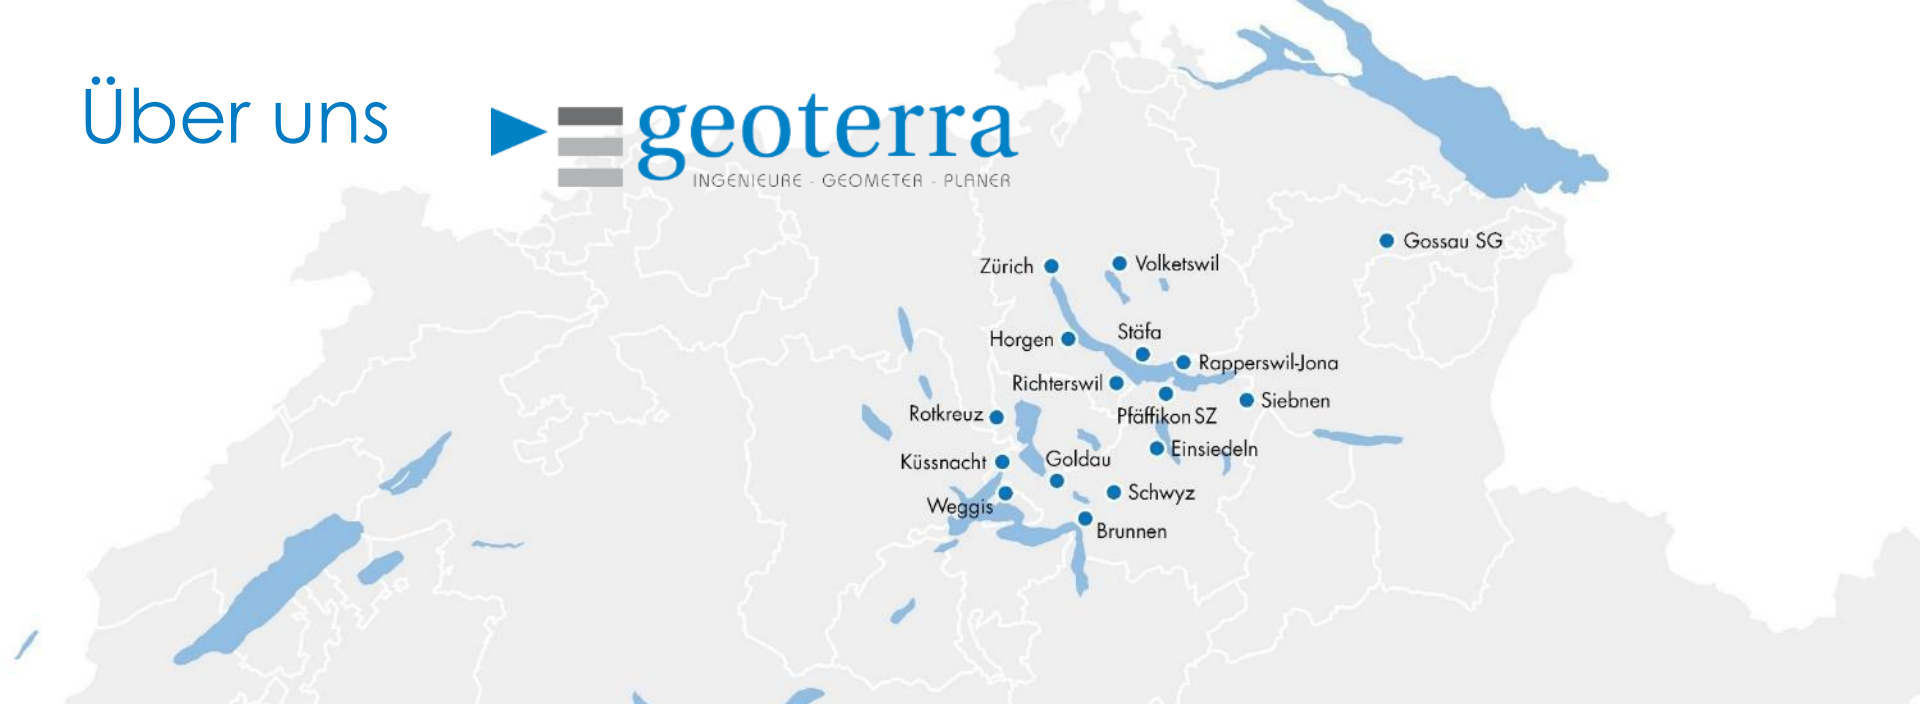 Über uns
geoterra
INGENIEURE - GEOMETER - PLANER
Gossau SG
Zürich
Volketswil
Horgen
Stäfa
Rapperswil-Jona
Richterswil
Siebnen
Rotkreuz
Pfäffikon SZ
Einsiedeln
Küssnacht
Goldau
Schwyz
Weggis
Brunnen